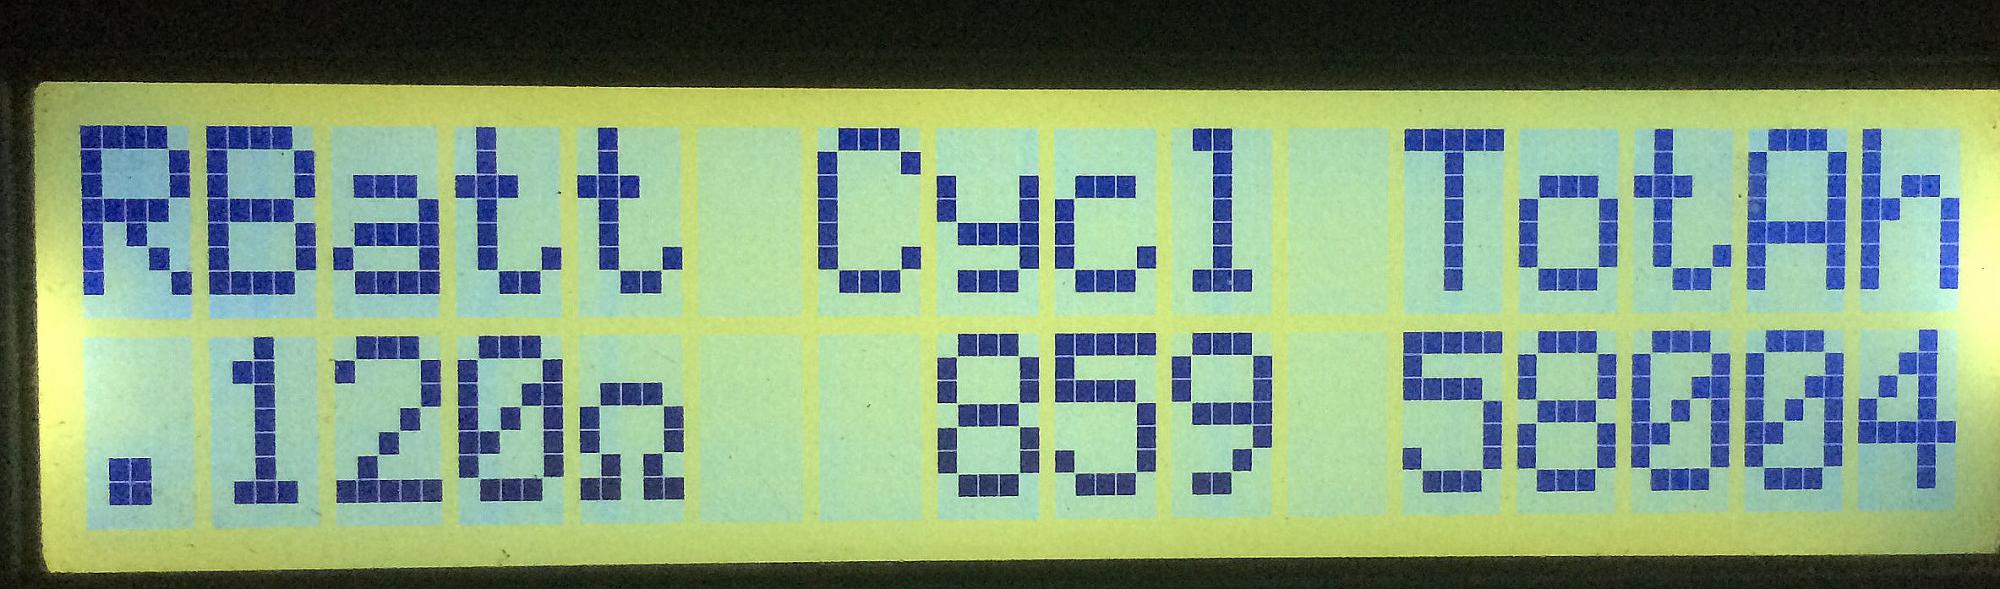 RBatt Cycl TotAh
.120Ω 859 58004